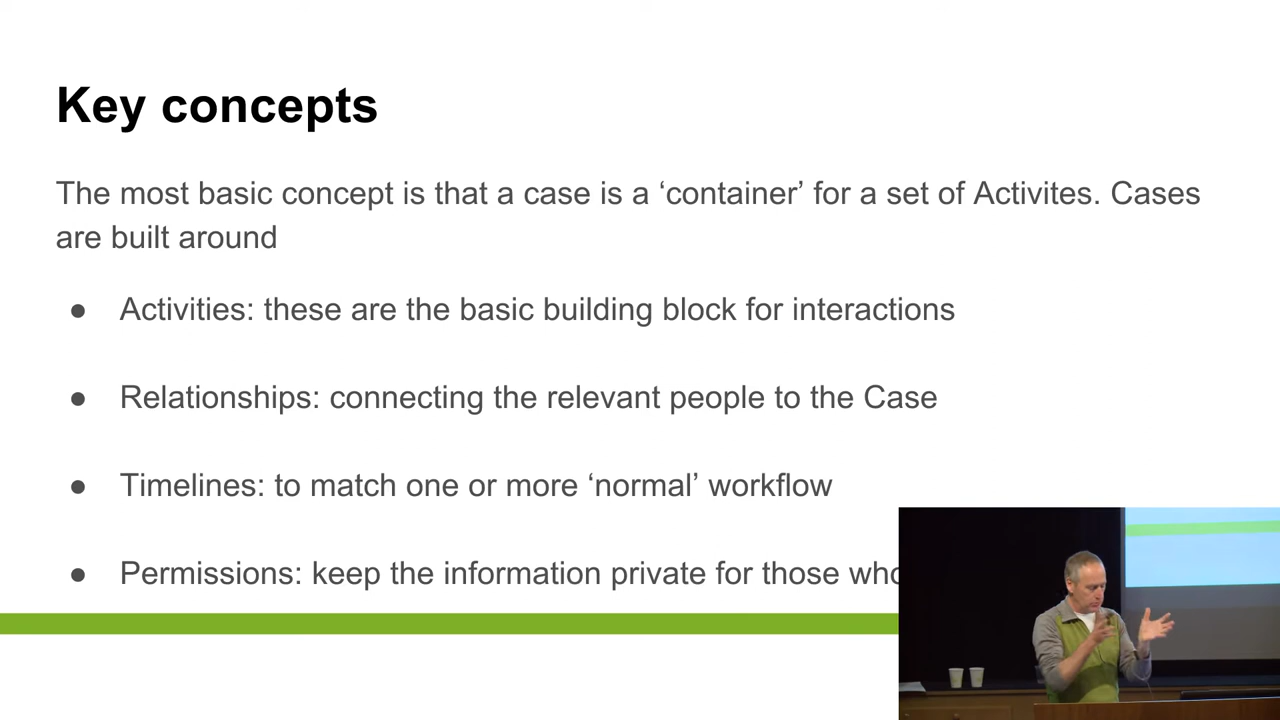 Key concepts
The most basic concept is that a case is a ‘container’ for a set of Activites. Cases
are built around
● Activities: these are the basic building block for interactions
● Relationships: connecting the relevant people to the Case
● Timelines: to match one or more ‘normal’ workflow
● Permissions: keep the information private for those who